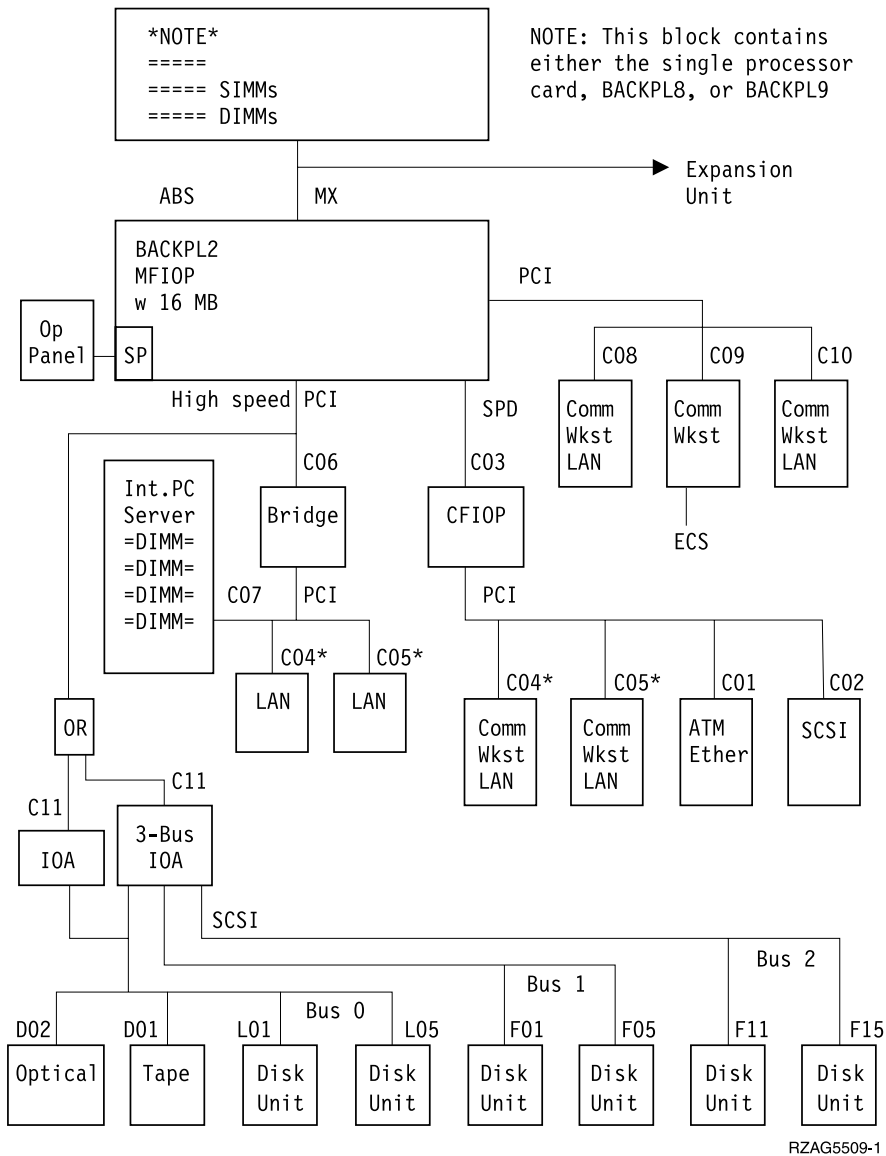 *NOTE*
=====
===== SIMMs
===== DIMMs
NOTE: This block contains
either the single processor
card, BACKPL8, or BACKPL9
Expansion
Unit
ABS
MX
BACKPL2
MFIOP
w 16 MB
PCI
Op
Panel
SP
C08
C09
C10
Comm
Wkst
LAN
Comm
Wkst
Comm
Wkst
LAN
ECS
High speed
PCI
SPD
C06
C03
Int.PC
Server
=DIMM=
=DIMM=
=DIMM=
=DIMM=
Bridge
CFIOP
C07
PCI
PCI
C04*
C05*
LAN
LAN
C04*
C05*
C01
C02
Comm
Wkst
LAN
Comm
Wkst
LAN
ATM
Ether
SCSI
OR
C11
C11
IOA
3-Bus
IOA
SCSI
Bus 2
Bus 1
Bus 0
D02
D01
L01
L05
F01
F05
F11
F15
Optical
Tape
Disk
Unit
Disk
Unit
Disk
Unit
Disk
Unit
Disk
Unit
Disk
Unit
RZAG5509-1